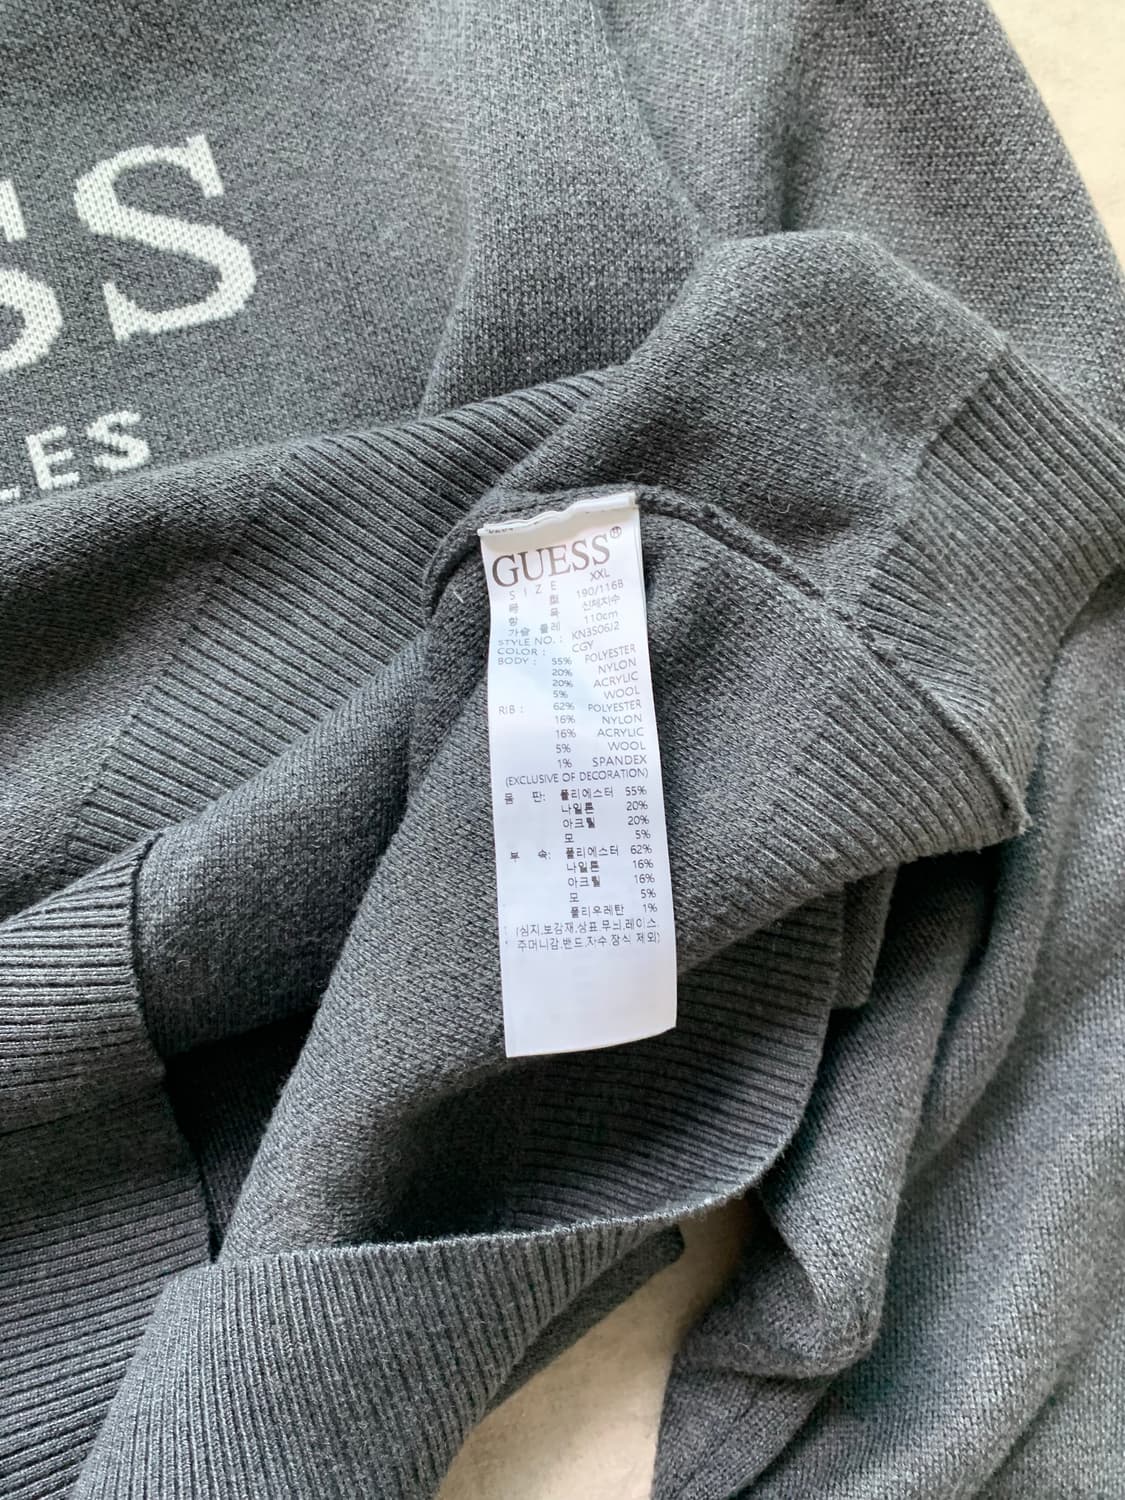 SS
LES
GUESS®
SIZE XXL
호 형 190/116B
항 목 신체치수
가슴둘레 110cm
STYLE NO. : KN3S06/2
COLOR : CGY
BODY : 55% POLYESTER
20% NYLON
20% ACRYLIC
5% WOOL
RIB : 62% POLYESTER
16% NYLON
16% ACRYLIC
5% WOOL
1% SPANDEX
(EXCLUSIVE OF DECORATION)
몸 판: 폴리에스터 55%
나일론 20%
아크릴 20%
모 5%
부 속: 폴리에스터 62%
나일론 16%
아크릴 16%
모 5%
폴리우레탄 1%
(심지,보강재,상표 무늬,레이스
주머니감,밴드,자수 장식 제외)